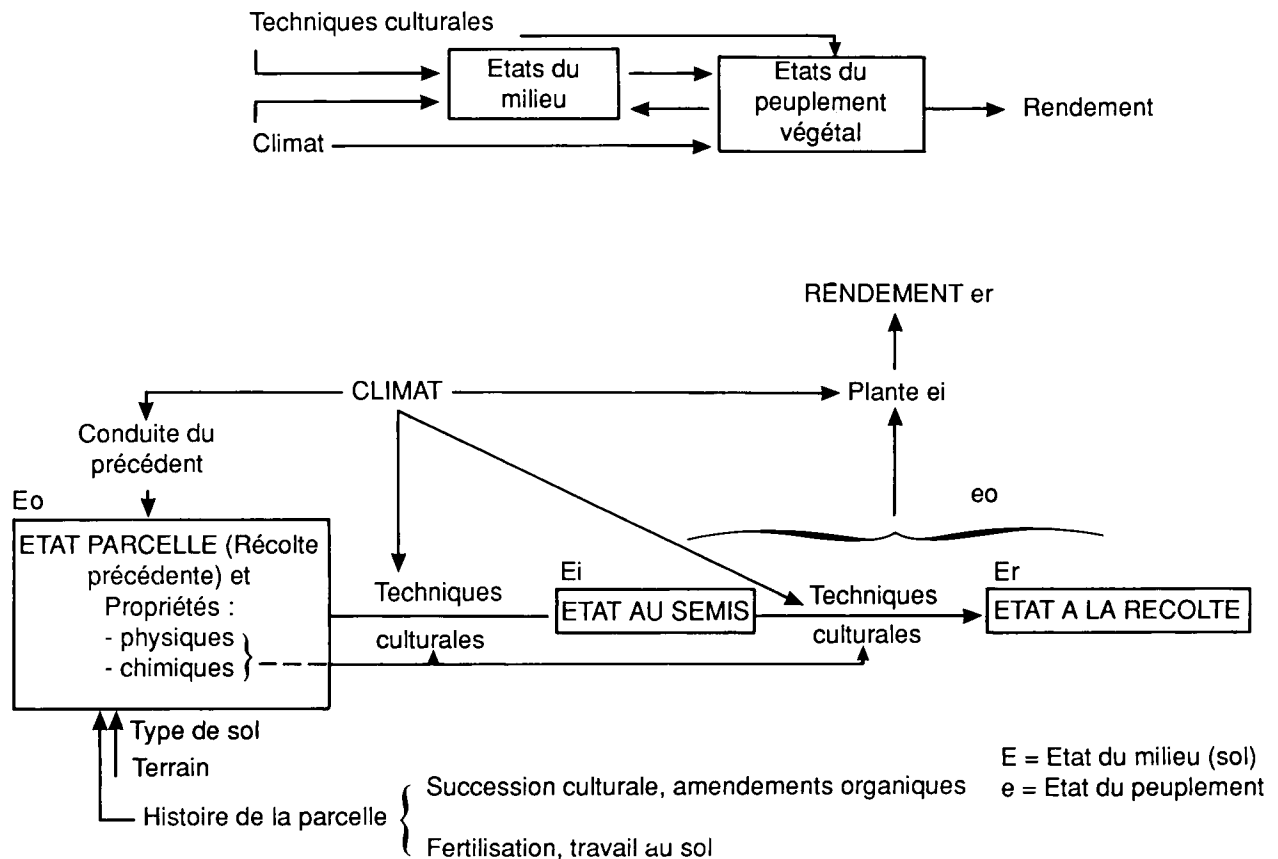 Techniques culturales
Etats du
milieu
Etats du
peuplement
végétal
Rendement
Climat
RENDEMENT er
CLIMAT
Plante ei
Conduite du
précédent
Eo
eo
ETAT PARCELLE (Récolte
précédente) et
Propriétés :
- physiques
- chimiques
Techniques
culturales
Ei
ETAT AU SEMIS
Techniques
culturales
Er
ETAT A LA RECOLTE
Type de sol
Terrain
Histoire de la parcelle
Succession culturale, amendements organiques
Fertilisation, travail au sol
E = Etat du milieu (sol)
e = Etat du peuplement